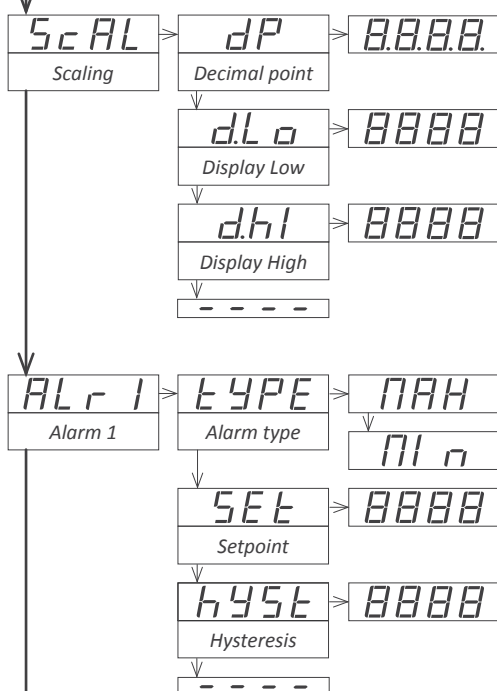 ScAL dP 8.8.8.8.
Scaling Decimal point
d.Lo 8888
Display Low
d.hI 8888
Display High
- - - -
ALr1 tYPE MAH
Alarm 1 Alarm type
MIn
SEt 8888
Setpoint
hYSt 8888
Hysteresis
- - - -